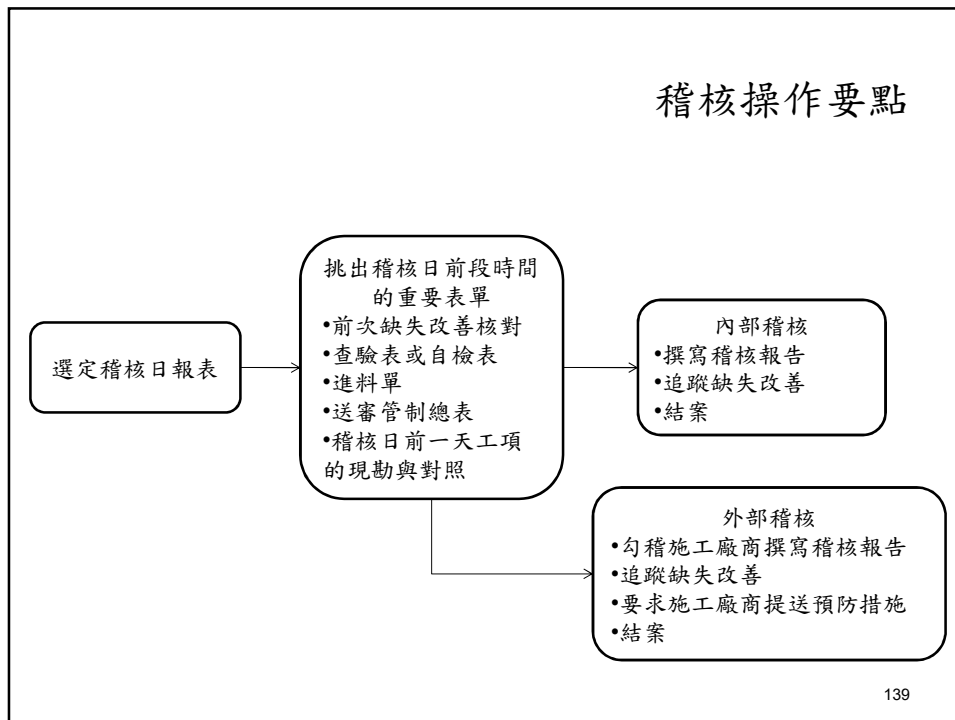 稽核操作要點
選定稽核日報表
挑出稽核日前段時間
的重要表單
•前次缺失改善核對
•查驗表或自檢表
•進料單
•送審管制總表
•稽核日前一天工項
的現勘與對照
內部稽核
•撰寫稽核報告
•追蹤缺失改善
•結案
外部稽核
•勾稽施工廠商撰寫稽核報告
•追蹤缺失改善
•要求施工廠商提送預防措施
•結案
139